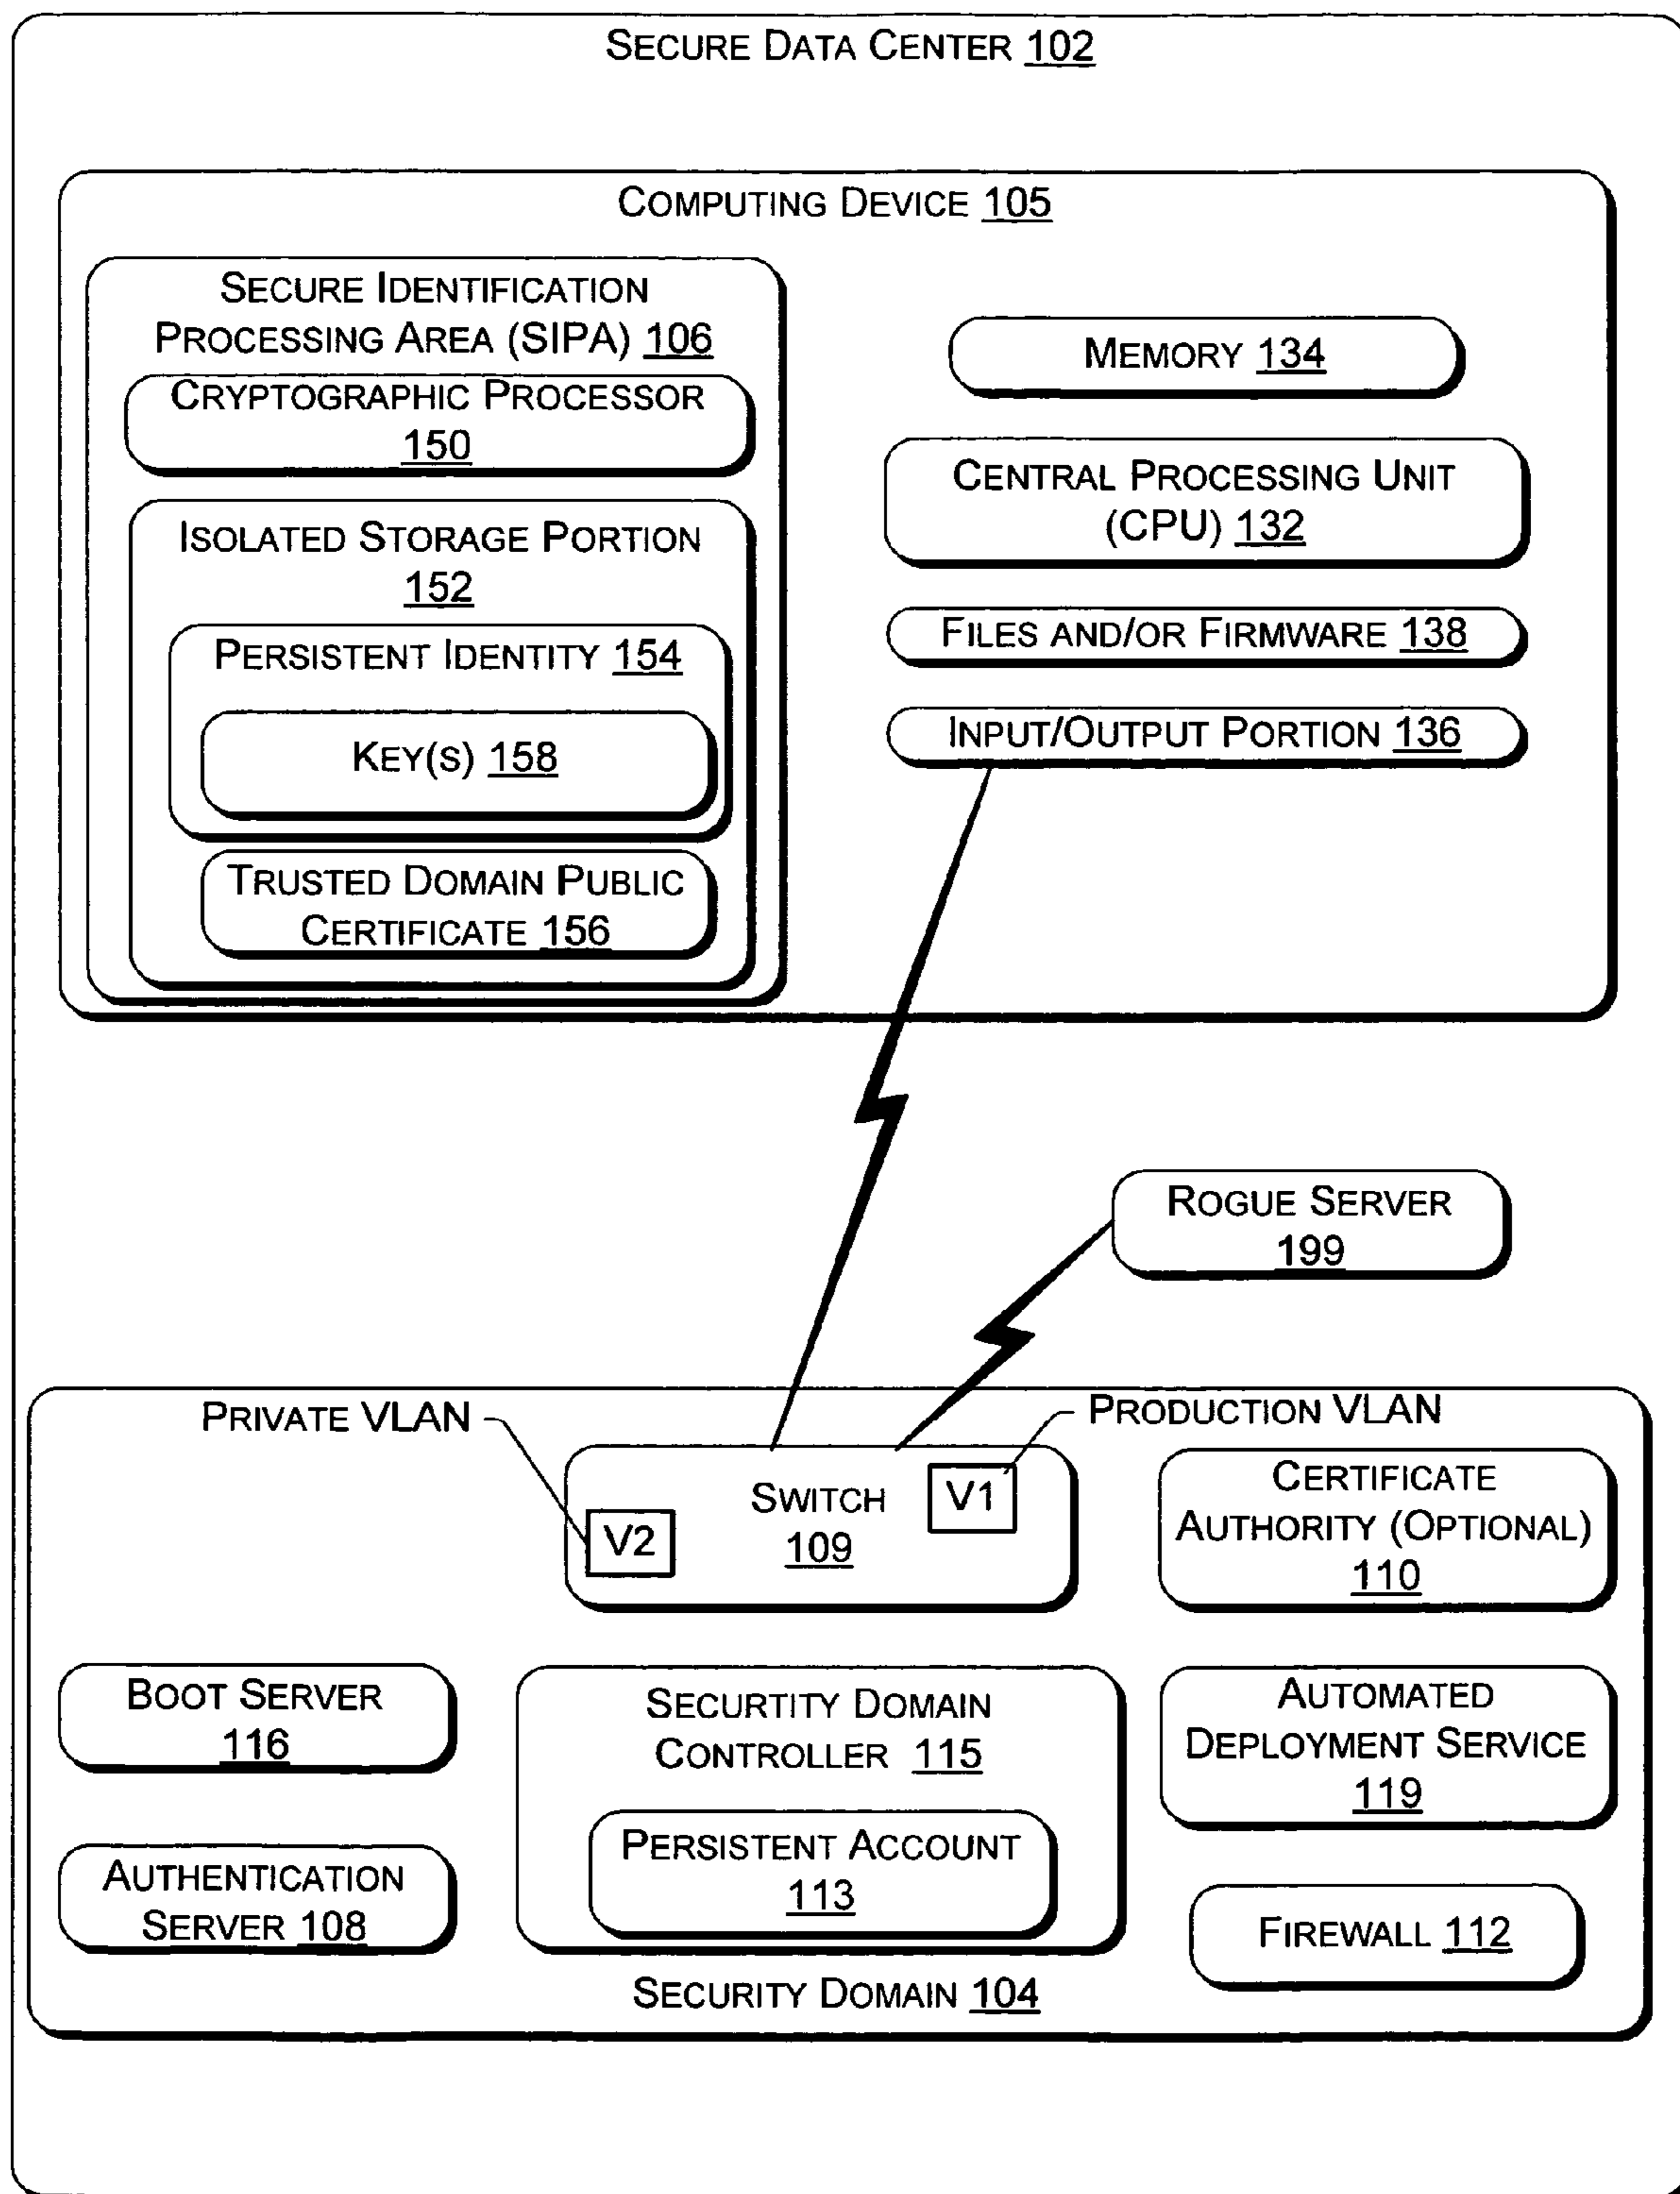 SECURE DATA CENTER 102
COMPUTING DEVICE 105
SECURE IDENTIFICATION
PROCESSING AREA (SIPA) 106
CRYPTOGRAPHIC PROCESSOR
150
ISOLATED STORAGE PORTION
152
PERSISTENT IDENTITY 154
KEY(S) 158
TRUSTED DOMAIN PUBLIC
CERTIFICATE 156
MEMORY 134
CENTRAL PROCESSING UNIT
(CPU) 132
FILES AND/OR FIRMWARE 138
INPUT/OUTPUT PORTION 136
ROGUE SERVER
199
PRIVATE VLAN
PRODUCTION VLAN
SWITCH
109
V1
V2
CERTIFICATE
AUTHORITY (OPTIONAL)
110
BOOT SERVER
116
SECURTITY DOMAIN
CONTROLLER 115
PERSISTENT ACCOUNT
113
AUTOMATED
DEPLOYMENT SERVICE
119
AUTHENTICATION
SERVER 108
FIREWALL 112
SECURITY DOMAIN 104